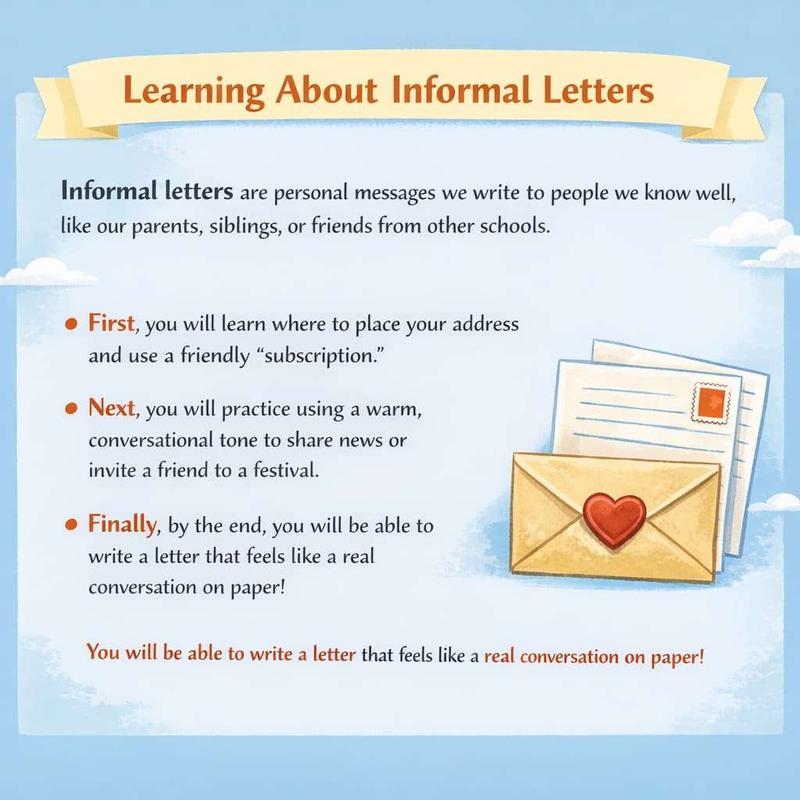 Learning About Informal Letters
Informal letters are personal messages we write to people we know well,
like our parents, siblings, or friends from other schools.
• First, you will learn where to place your address
and use a friendly “subscription.”
• Next, you will practice using a warm,
conversational tone to share news or
invite a friend to a festival.
• Finally, by the end, you will be able to
write a letter that feels like a real
conversation on paper!
You will be able to write a letter that feels like a real conversation on paper!